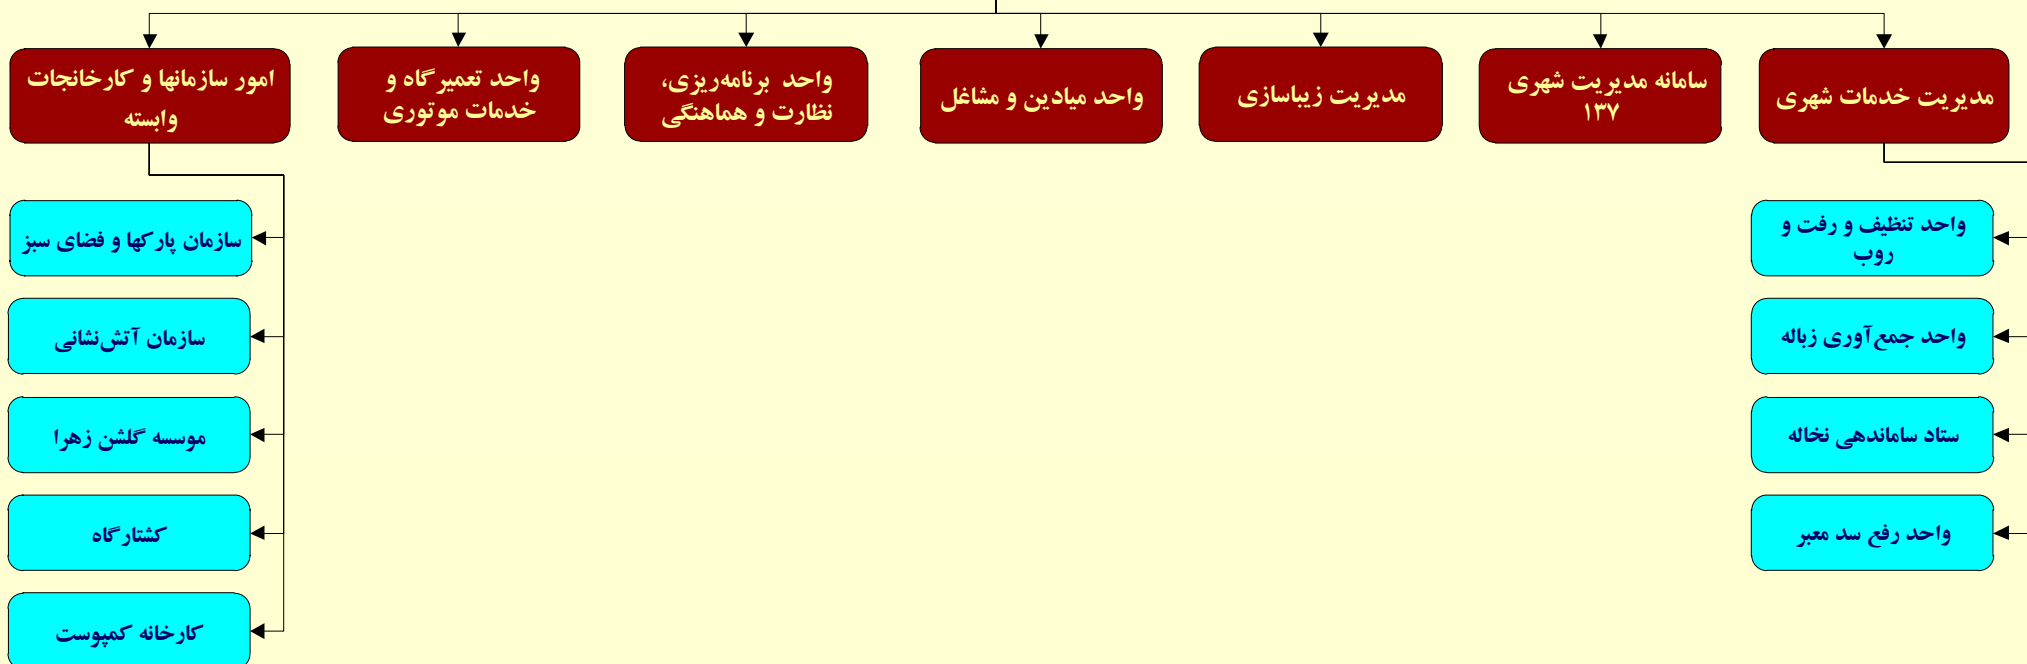 مدیریت خدمات شهری
سامانه مدیریت شهری
۱۳۷
مدیریت زیباسازی
واحد میادین و مشاغل
واحد برنامه‌ریزی،
نظارت و هماهنگی
واحد تعمیرگاه و
خدمات موتوری
امور سازمانها و کارخانجات
وابسته
واحد تنظیف و رفت و
روب
واحد جمع‌آوری زباله
ستاد ساماندهی نخاله
واحد رفع سد معبر
سازمان پارکها و فضای سبز
سازمان آتش‌نشانی
موسسه گلشن زهرا
کشتارگاه
کارخانه کمپوست